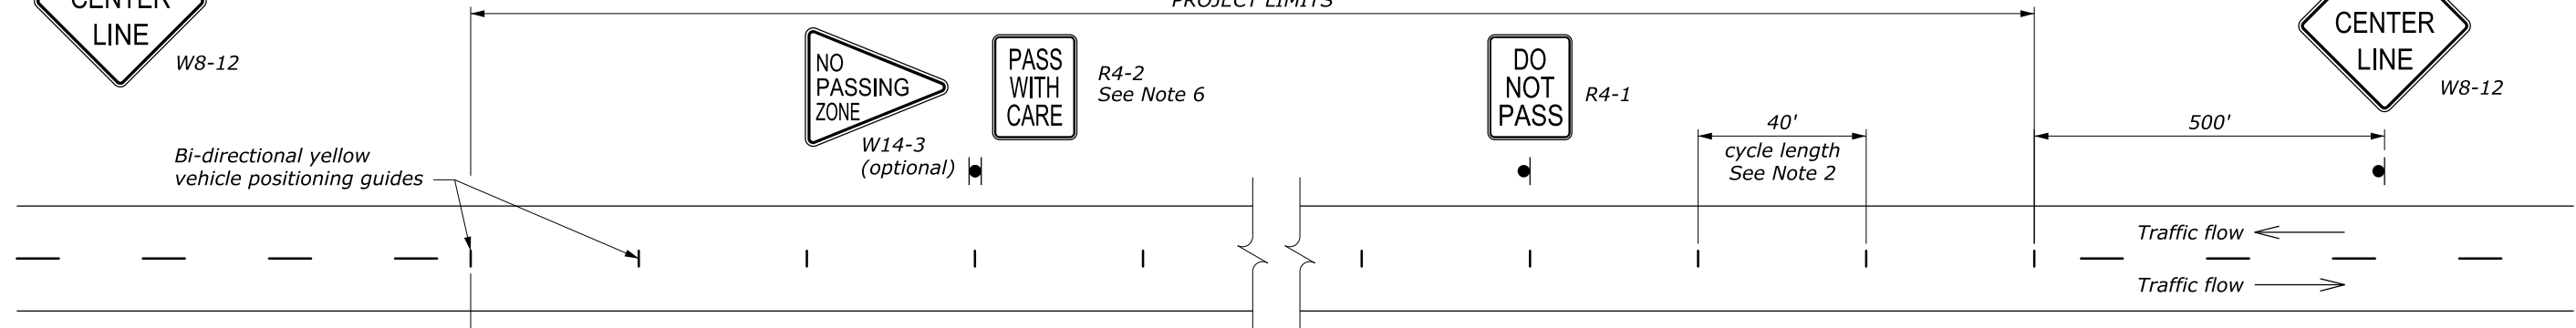 CENTER
LINE
W8-12
PROJECT LIMITS
NO
PASSING
ZONE
W14-3
(optional)
PASS
WITH
CARE
R4-2
See Note 6
DO
NOT
PASS
R4-1
40'
cycle length
See Note 2
500'
CENTER
LINE
W8-12
Bi-directional yellow
vehicle positioning guides
Traffic flow
Traffic flow